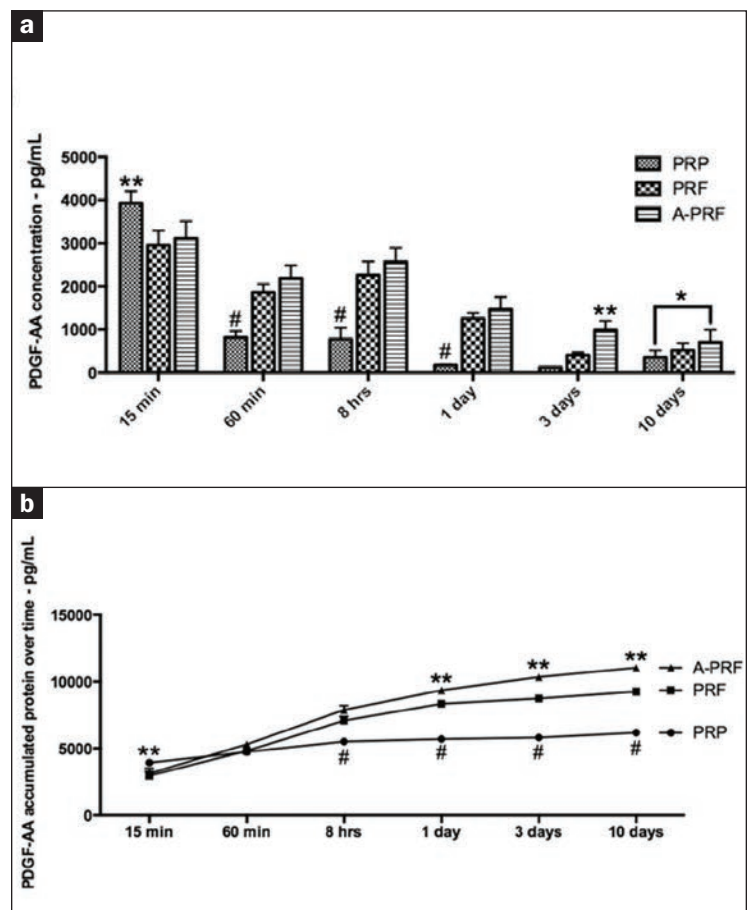 a
PDGF-AA concentration - pg/mL
5000
4000
3000
2000
1000
0
**
#
#
#
**
*
PRP
PRF
A-PRF
15 min
60 min
8 hrs
1 day
3 days
10 days
b
PDGF-AA accumulated protein over time - pg/mL
15000
10000
5000
0
**
**
**
**
#
#
#
#
A-PRF
PRF
PRP
15 min
60 min
8 hrs
1 day
3 days
10 days